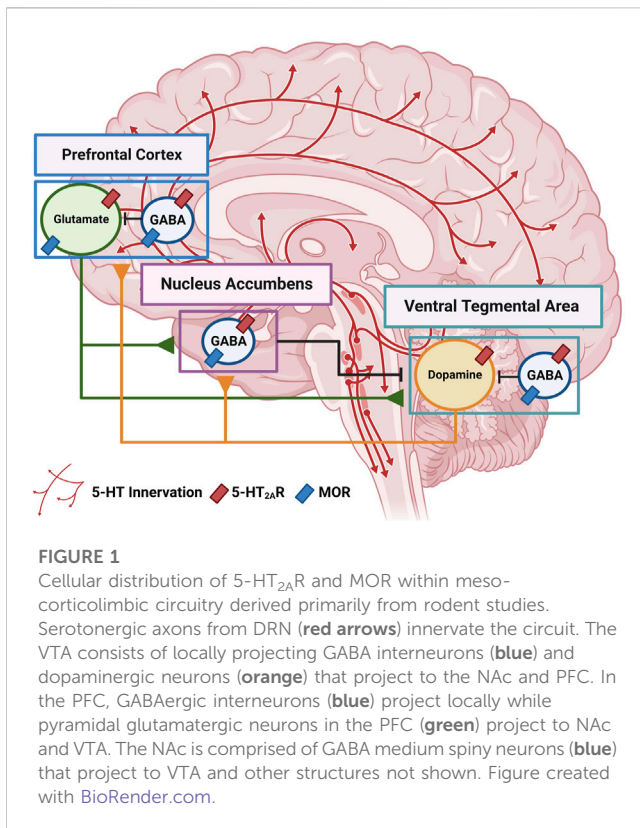 Prefrontal Cortex
Glutamate
GABA
Nucleus Accumbens
GABA
Ventral Tegmental Area
Dopamine
GABA
5-HT Innervation 5-HT2AR MOR
FIGURE 1
Cellular distribution of 5-HT2AR and MOR within meso-
corticolimbic circuitry derived primarily from rodent studies.
Serotonergic axons from DRN (red arrows) innervate the circuit. The
VTA consists of locally projecting GABA interneurons (blue) and
dopaminergic neurons (orange) that project to the NAc and PFC. In
the PFC, GABAergic interneurons (blue) project locally while
pyramidal glutamatergic neurons in the PFC (green) project to NAc
and VTA. The NAc is comprised of GABA medium spiny neurons (blue)
that project to VTA and other structures not shown. Figure created
with BioRender.com.